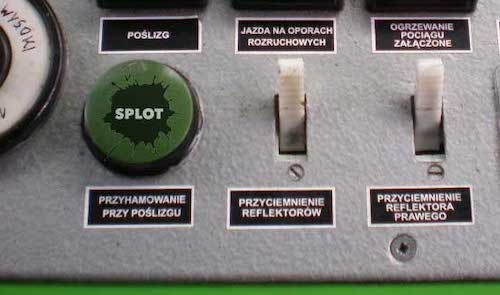 POŚLIZG
JAZDA NA OPORACH
ROZRUCHOWYCH
OGRZEWANIE
POCIĄGU
ZAŁĄCZONE
SPLOT
PRZYHAMOWANIE
PRZY POŚLIZGU
PRZYCIEMNIENIE
REFLEKTORÓW
PRZYCIEMNIENIE
REFLEKTORA
PRAWEGO